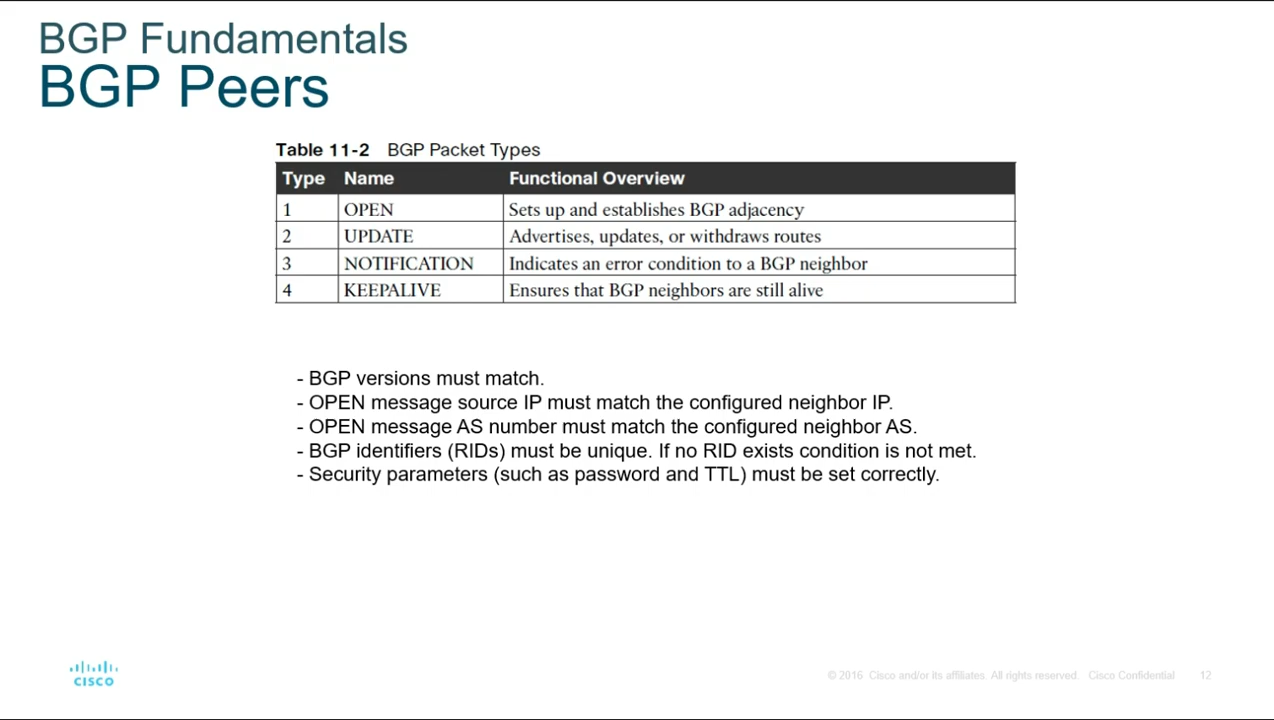 BGP Fundamentals
BGP Peers
Table 11-2 BGP Packet Types
Type Name Functional Overview
1 OPEN Sets up and establishes BGP adjacency
2 UPDATE Advertises, updates, or withdraws routes
3 NOTIFICATION Indicates an error condition to a BGP neighbor
4 KEEPALIVE Ensures that BGP neighbors are still alive
- BGP versions must match.
- OPEN message source IP must match the configured neighbor IP.
- OPEN message AS number must match the configured neighbor AS.
- BGP identifiers (RIDs) must be unique. If no RID exists condition is not met.
- Security parameters (such as password and TTL) must be set correctly.
CISCO
© 2016 Cisco and/or its affiliates. All rights reserved. Cisco Confidential 12